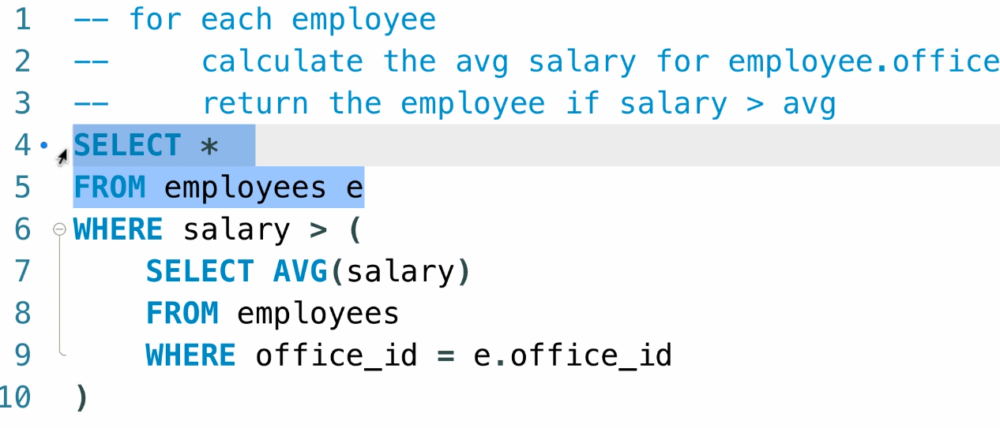 1 -- for each employee
2 --     calculate the avg salary for employee.office
3 --     return the employee if salary > avg
4 SELECT *
5 FROM employees e
6 WHERE salary > (
7     SELECT AVG(salary)
8     FROM employees
9     WHERE office_id = e.office_id
10 )